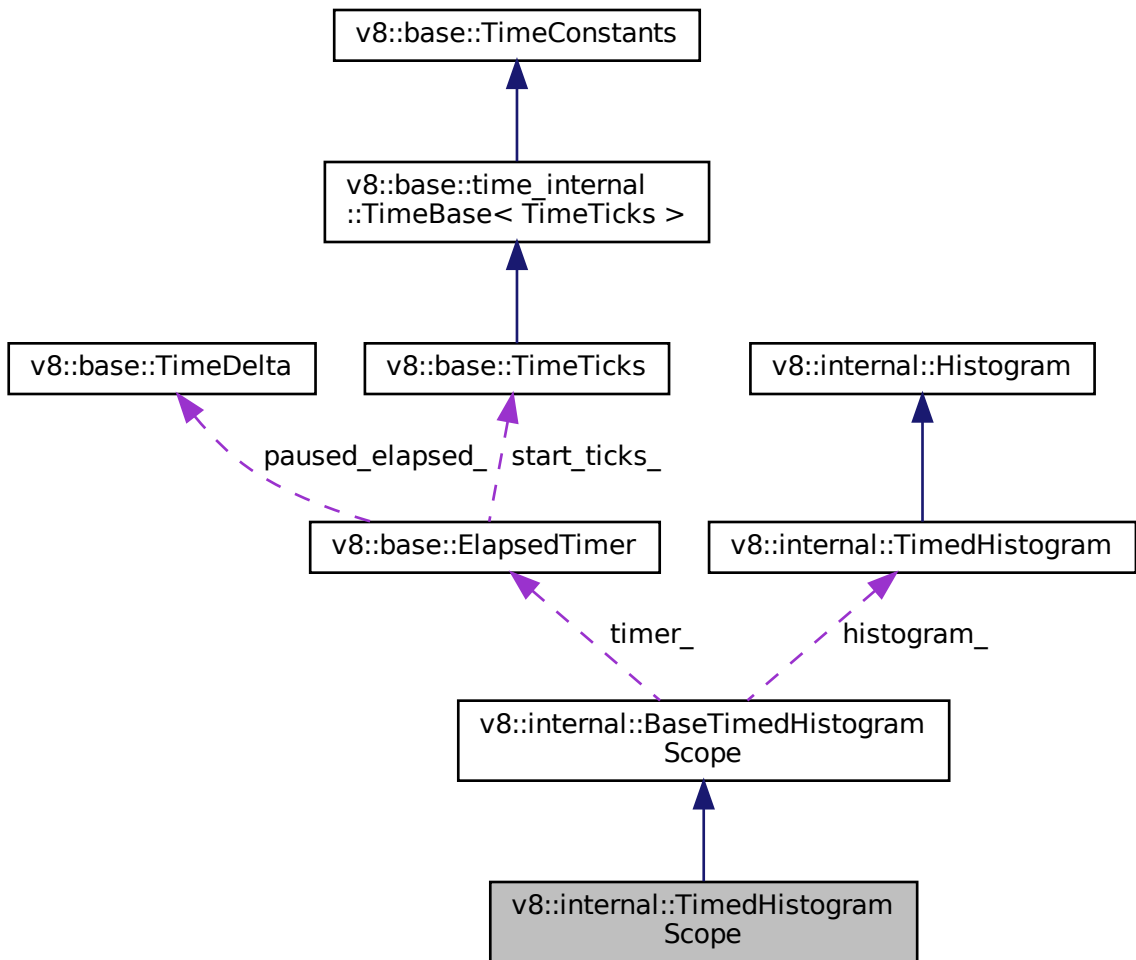 v8::base::TimeConstants
v8::base::time_internal
::TimeBase< TimeTicks >
v8::base::TimeDelta
v8::base::TimeTicks
v8::internal::Histogram
paused_elapsed_
start_ticks_
v8::base::ElapsedTimer
v8::internal::TimedHistogram
timer_
histogram_
v8::internal::BaseTimedHistogram
Scope
v8::internal::TimedHistogram
Scope